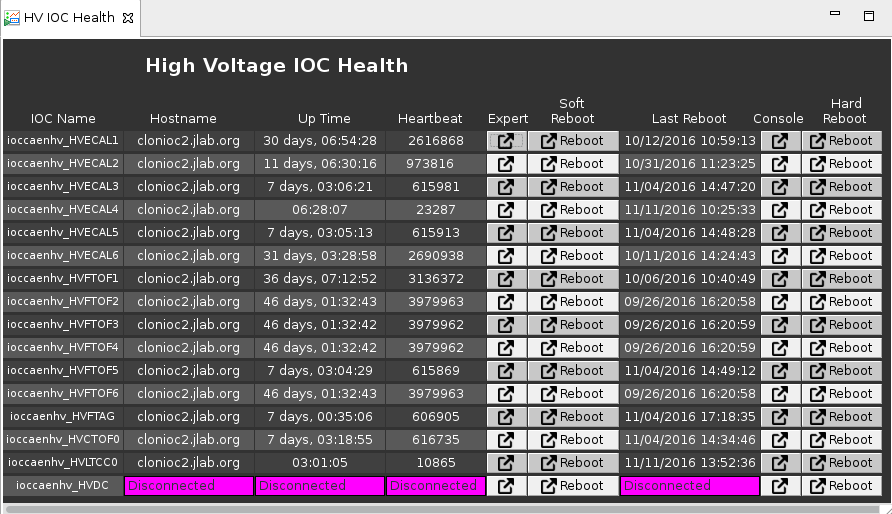 HV IOC Health
High Voltage IOC Health
IOC Name Hostname Up Time Heartbeat Expert Soft Reboot Last Reboot Console Hard Reboot
ioccaenhv_HVECAL1 clonioc2.jlab.org 30 days, 06:54:28 2616868 Reboot 10/12/2016 10:59:13 Reboot
ioccaenhv_HVECAL2 clonioc2.jlab.org 11 days, 06:30:16 973816 Reboot 10/31/2016 11:23:25 Reboot
ioccaenhv_HVECAL3 clonioc2.jlab.org 7 days, 03:06:21 615981 Reboot 11/04/2016 14:47:20 Reboot
ioccaenhv_HVECAL4 clonioc2.jlab.org 06:28:07 23287 Reboot 11/11/2016 10:25:33 Reboot
ioccaenhv_HVECAL5 clonioc2.jlab.org 7 days, 03:05:13 615913 Reboot 11/04/2016 14:48:28 Reboot
ioccaenhv_HVECAL6 clonioc2.jlab.org 31 days, 03:28:58 2690938 Reboot 10/11/2016 14:24:43 Reboot
ioccaenhv_HVFTOF1 clonioc2.jlab.org 36 days, 07:12:52 3136372 Reboot 10/06/2016 10:40:49 Reboot
ioccaenhv_HVFTOF2 clonioc2.jlab.org 46 days, 01:32:43 3979963 Reboot 09/26/2016 16:20:58 Reboot
ioccaenhv_HVFTOF3 clonioc2.jlab.org 46 days, 01:32:42 3979962 Reboot 09/26/2016 16:20:59 Reboot
ioccaenhv_HVFTOF4 clonioc2.jlab.org 46 days, 01:32:42 3979962 Reboot 09/26/2016 16:20:59 Reboot
ioccaenhv_HVFTOF5 clonioc2.jlab.org 7 days, 03:04:29 615869 Reboot 11/04/2016 14:49:12 Reboot
ioccaenhv_HVFTOF6 clonioc2.jlab.org 46 days, 01:32:43 3979963 Reboot 09/26/2016 16:20:58 Reboot
ioccaenhv_HVFTAG clonioc2.jlab.org 7 days, 00:35:06 606905 Reboot 11/04/2016 17:18:35 Reboot
ioccaenhv_HVCTOF0 clonioc2.jlab.org 7 days, 03:18:55 616735 Reboot 11/04/2016 14:34:46 Reboot
ioccaenhv_HVLTCC0 clonioc2.jlab.org 03:01:05 10865 Reboot 11/11/2016 13:52:36 Reboot
ioccaenhv_HVDC Disconnected Disconnected Disconnected Reboot Disconnected Reboot